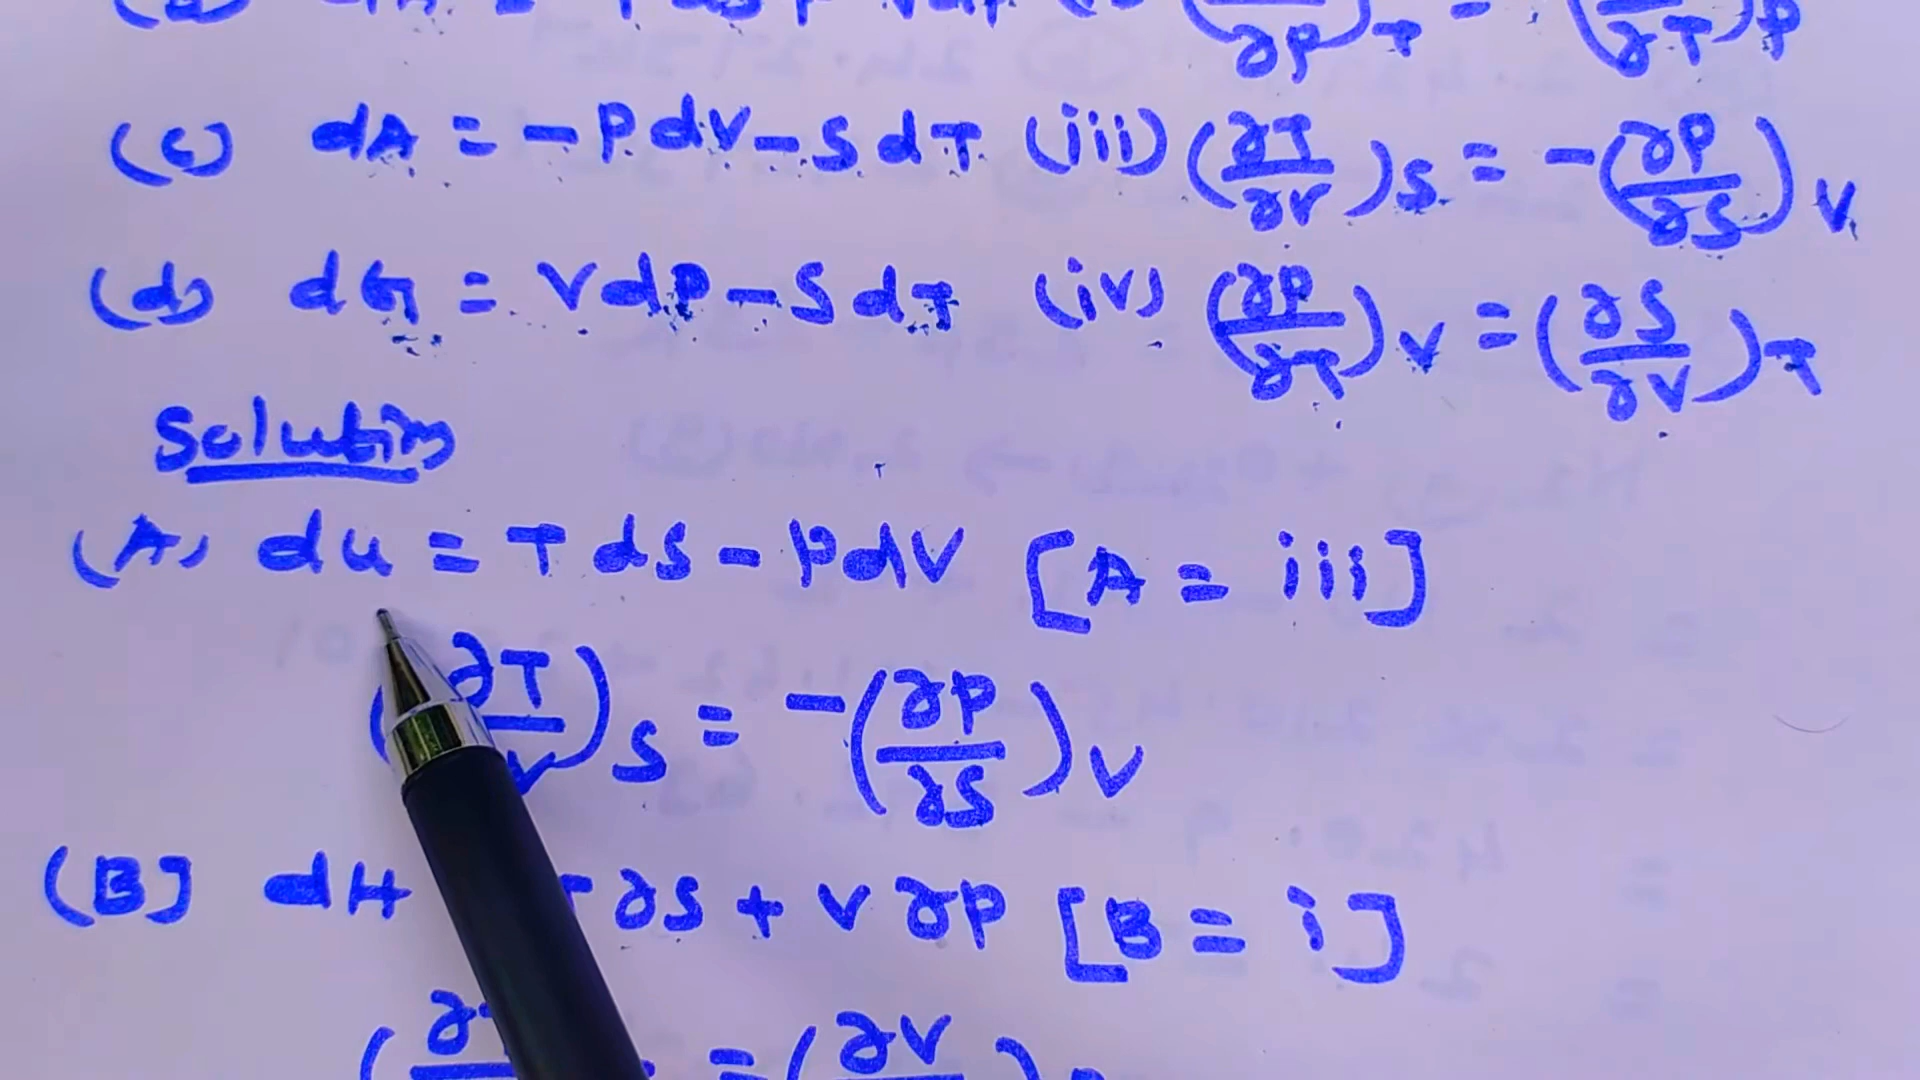 (∂P)T = - (∂T)P
(c) dA = -PdV-SdT (iii) (∂T/∂V)S = -(∂P/∂S)V
(d) dG = VdP-SdT (iv) (∂P/∂T)V = (∂S/∂V)T
Solution
(A) du = TdS - PdV [A = iii]
(∂T/V)S = -(∂P/∂S)V
(B] dH ∂S + V∂P [B = i]
(∂ = (∂V